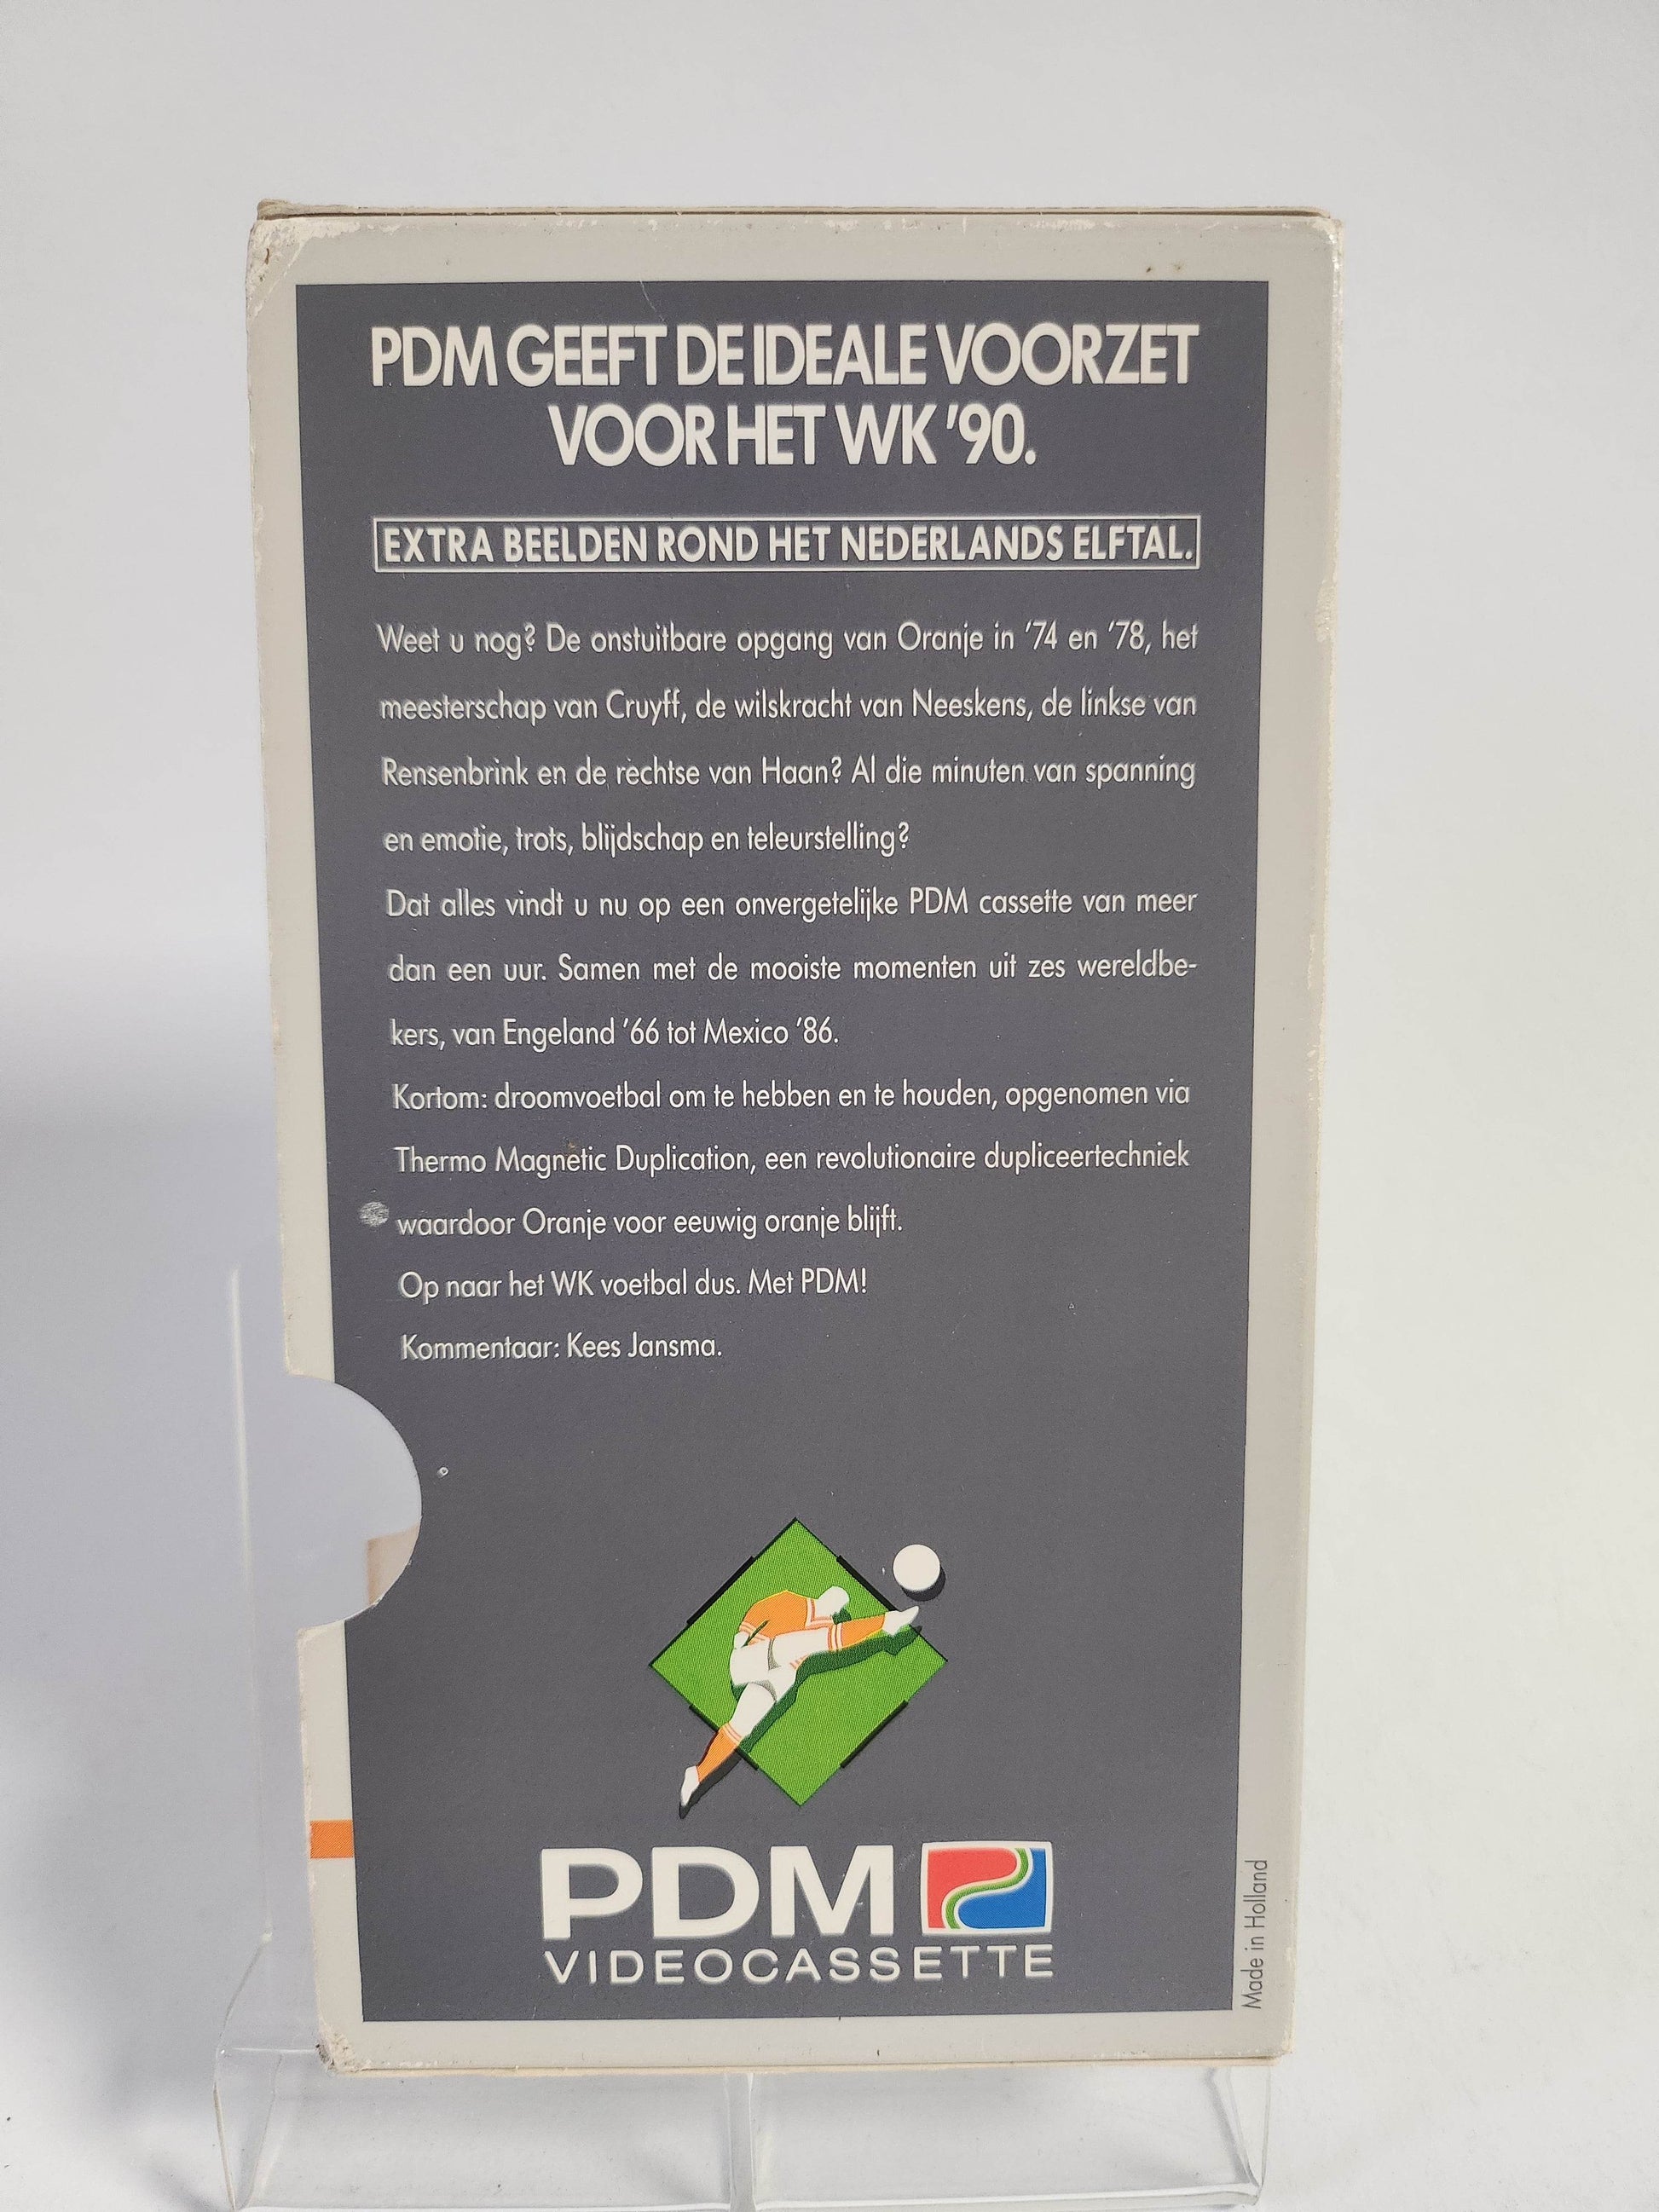 PDM GEEFT DE IDEALE VOORZET
VOOR HET WK '90.
EXTRA BEELDEN ROND HET NEDERLANDS ELFTAL.
Weet u nog? De onstuitbare opgang van Oranje in '74 en '78, het
meesterschap van Cruyff, de wilskracht van Neeskens, de linkse van
Rensenbrink en de rechtse van Haan? Al die minuten van spanning
en emotie, trots, blijdschap en teleurstelling?
Dat alles vindt u nu op een onvergetelijke PDM cassette van meer
dan een uur. Samen met de mooiste momenten uit zes wereldbe-
kers, van Engeland '66 tot Mexico '86.
Kortom: droomvoetbal om te hebben en te houden, opgenomen via
Thermo Magnetic Duplication, een revolutionaire dupliceertechniek
waardoor Oranje voor eeuwig oranje blijft.
Op naar het WK voetbal dus. Met PDM!
Kommentaar: Kees Jansma.
PDM
VIDEOCASSETTE
Made in Holland